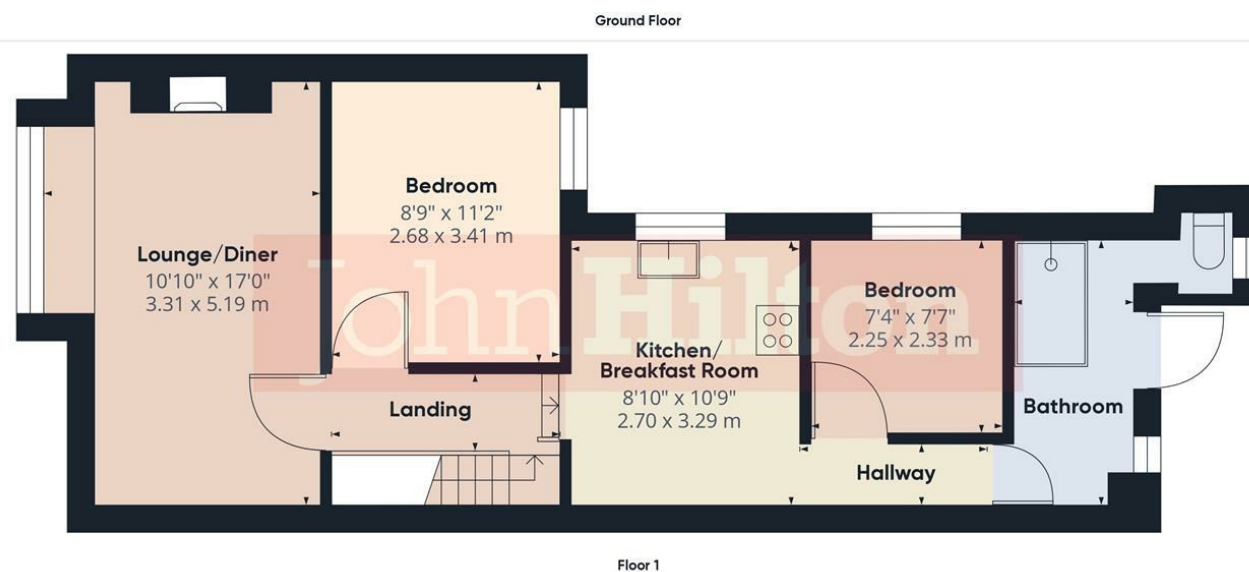 Ground Floor
Lounge/Diner
10'10" x 17'0"
3.31 x 5.19 m
Bedroom
8'9" x 11'2"
2.68 x 3.41 m
Landing
Kitchen/
Breakfast Room
8'10" x 10'9"
2.70 x 3.29 m
Bedroom
7'4" x 7'7"
2.25 x 2.33 m
Hallway
Bathroom
John Hilton
Floor 1